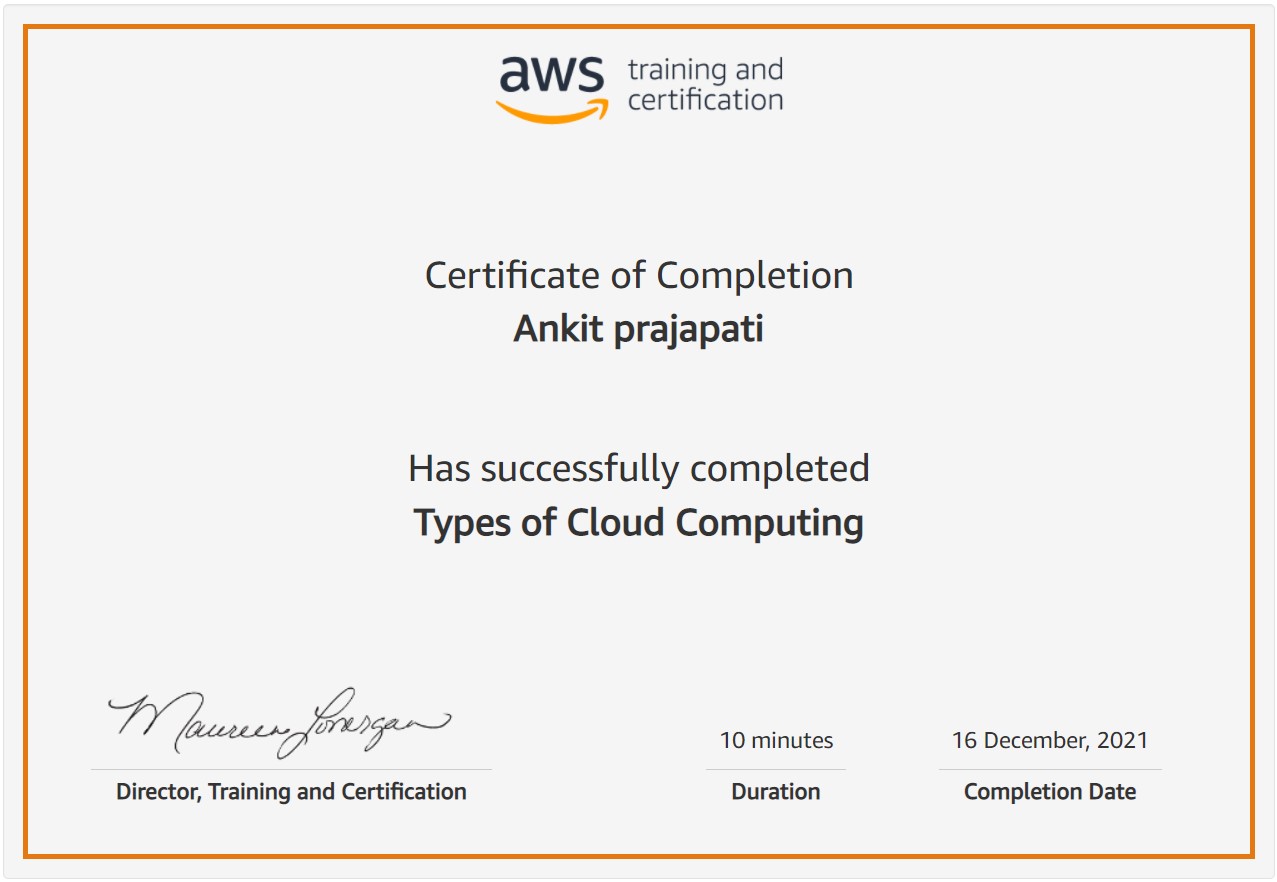 aws training and
certification
Certificate of Completion
Ankit prajapati
Has successfully completed
Types of Cloud Computing
Maureen Lonergan
Director, Training and Certification
10 minutes
Duration
16 December, 2021
Completion Date